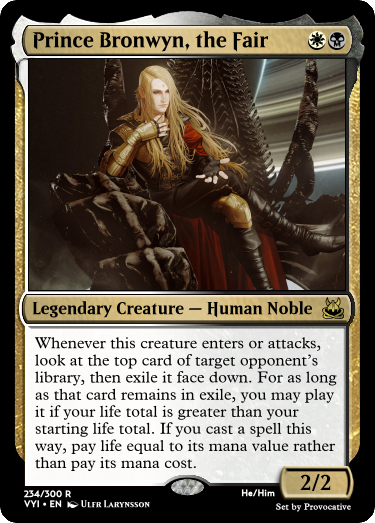 Prince Bronwyn, the Fair
Legendary Creature — Human Noble
Whenever this creature enters or attacks,
look at the top card of target opponent's
library, then exile it face down. For as long
as that card remains in exile, you may play
it if your life total is greater than your
starting life total. If you cast a spell this
way, pay life equal to its mana value rather
than pay its mana cost.
2/2
234/300 R
He/Him
VYI • EN Ulfr Larynsson
Set by Provocative